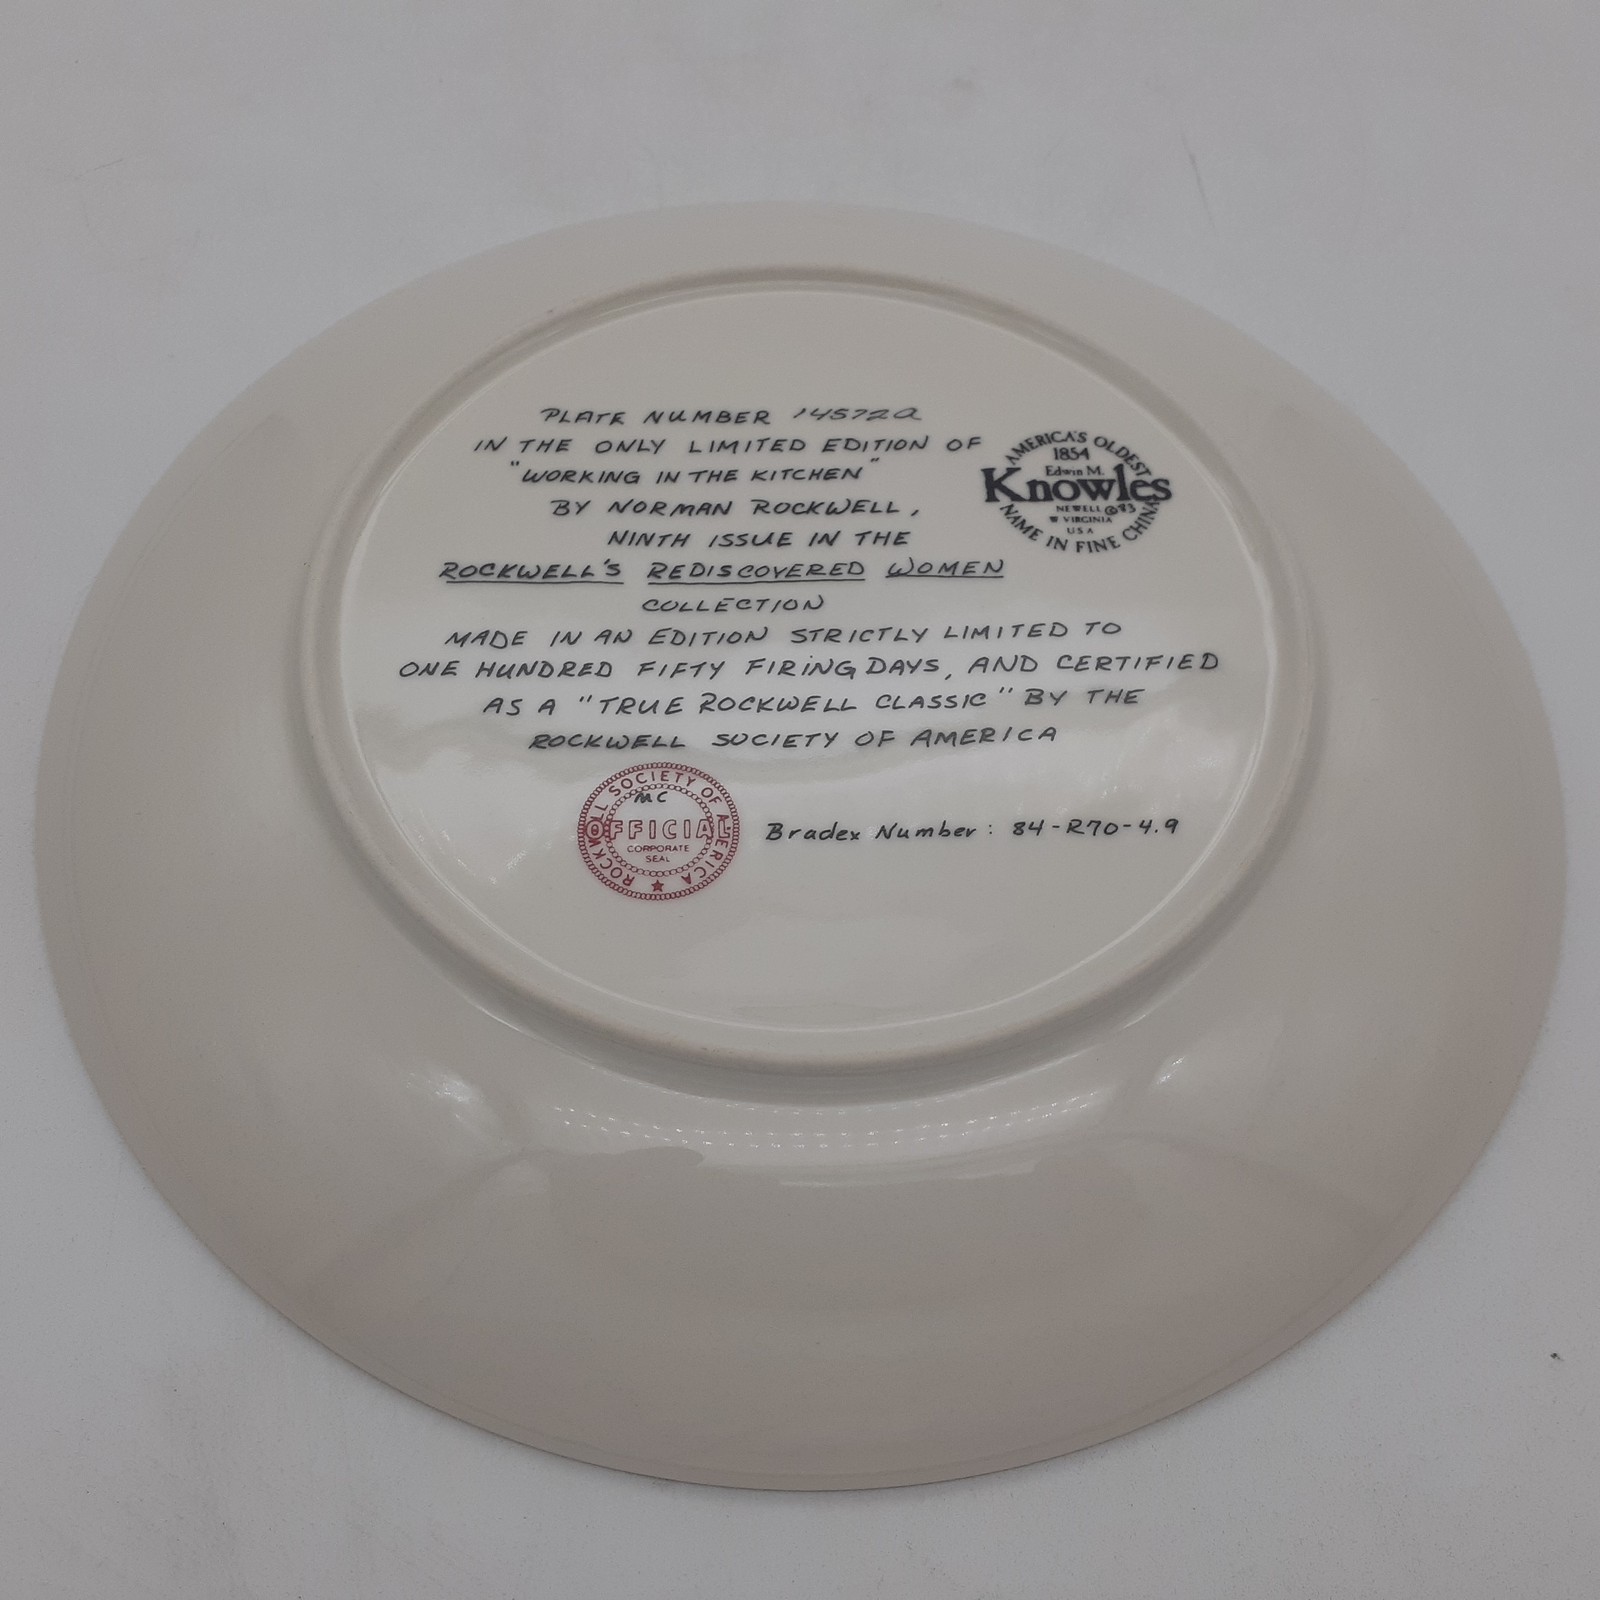 PLATE NUMBER 14572A
IN THE ONLY LIMITED EDITION OF
"WORKING IN THE KITCHEN"
BY NORMAN ROCKWELL,
NINTH ISSUE IN THE
ROCKWELL'S REDISCOVERED WOMEN
COLLECTION
MADE IN AN EDITION STRICTLY LIMITED TO
ONE HUNDRED FIFTY FIRING DAYS, AND CERTIFIED
AS A "TRUE ROCKWELL CLASSIC" BY THE
ROCKWELL SOCIETY OF AMERICA
AMERICA'S OLDEST
1854
Edwin M.
Knowles
NEWELL © 83
W VIRGINIA
USA
NAME IN FINE CHINA
ROCKWELL SOCIETY OF AMERICA
MC
OFFICIAL
CORPORATE
SEAL
Bradex Number: 84-R70-4.9